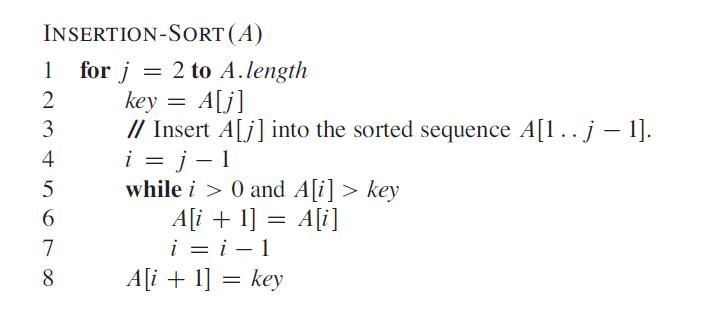 INSERTION-SORT(A)
1 for j = 2 to A.length
2 key = A[j]
3 // Insert A[j] into the sorted sequence A[1 . . j − 1].
4 i = j − 1
5 while i > 0 and A[i] > key
6 A[i + 1] = A[i]
7 i = i − 1
8 A[i + 1] = key